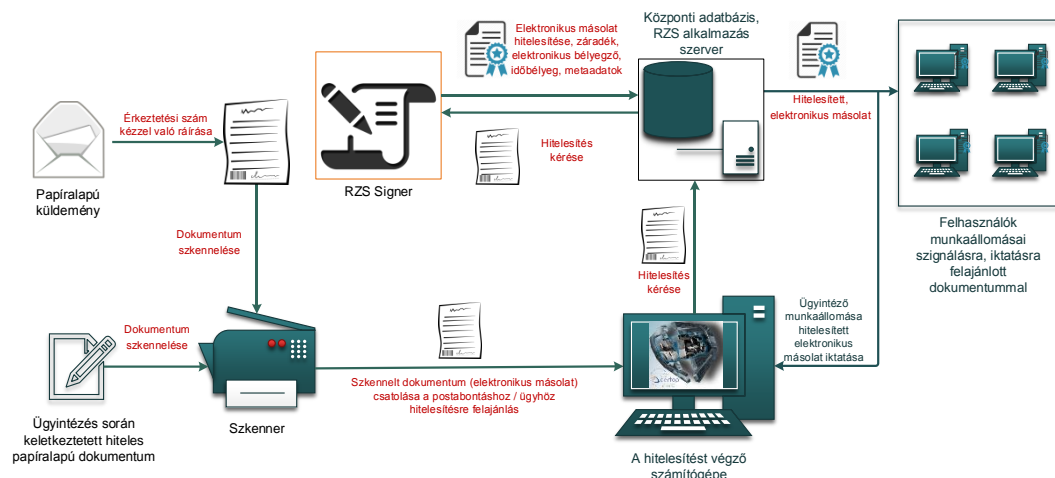 Elektronikus másolat
hitelesítése, záradék,
elektronikus bélyegző,
időbélyeg, metaadatok
Központi adatbázis,
RZS alkalmazás
szerver
Érkeztetési szám
kézzel való ráírása
Hitelesített,
elektronikus másolat
Hitelesítés
kérése
Papíralapú
küldemény
RZS Signer
Dokumentum
szkennelése
Felhasználók
munkaállomásai
szignálásra, iktatásra
felajánlott
dokumentummal
Hitelesítés
kérése
Ügyintéző
munkaállomása
hitelesített
elektronikus
másolat iktatása
Dokumentum
szkennelése
certop
Szkennelt dokumentum (elektronikus másolat)
csatolása a postabontáshoz / ügyhöz
hitelesítésre felajánlás
Ügyintézés során
keletkeztetett hiteles
papíralapú dokumentum
Szkenner
A hitelesítést végző
számítógépe